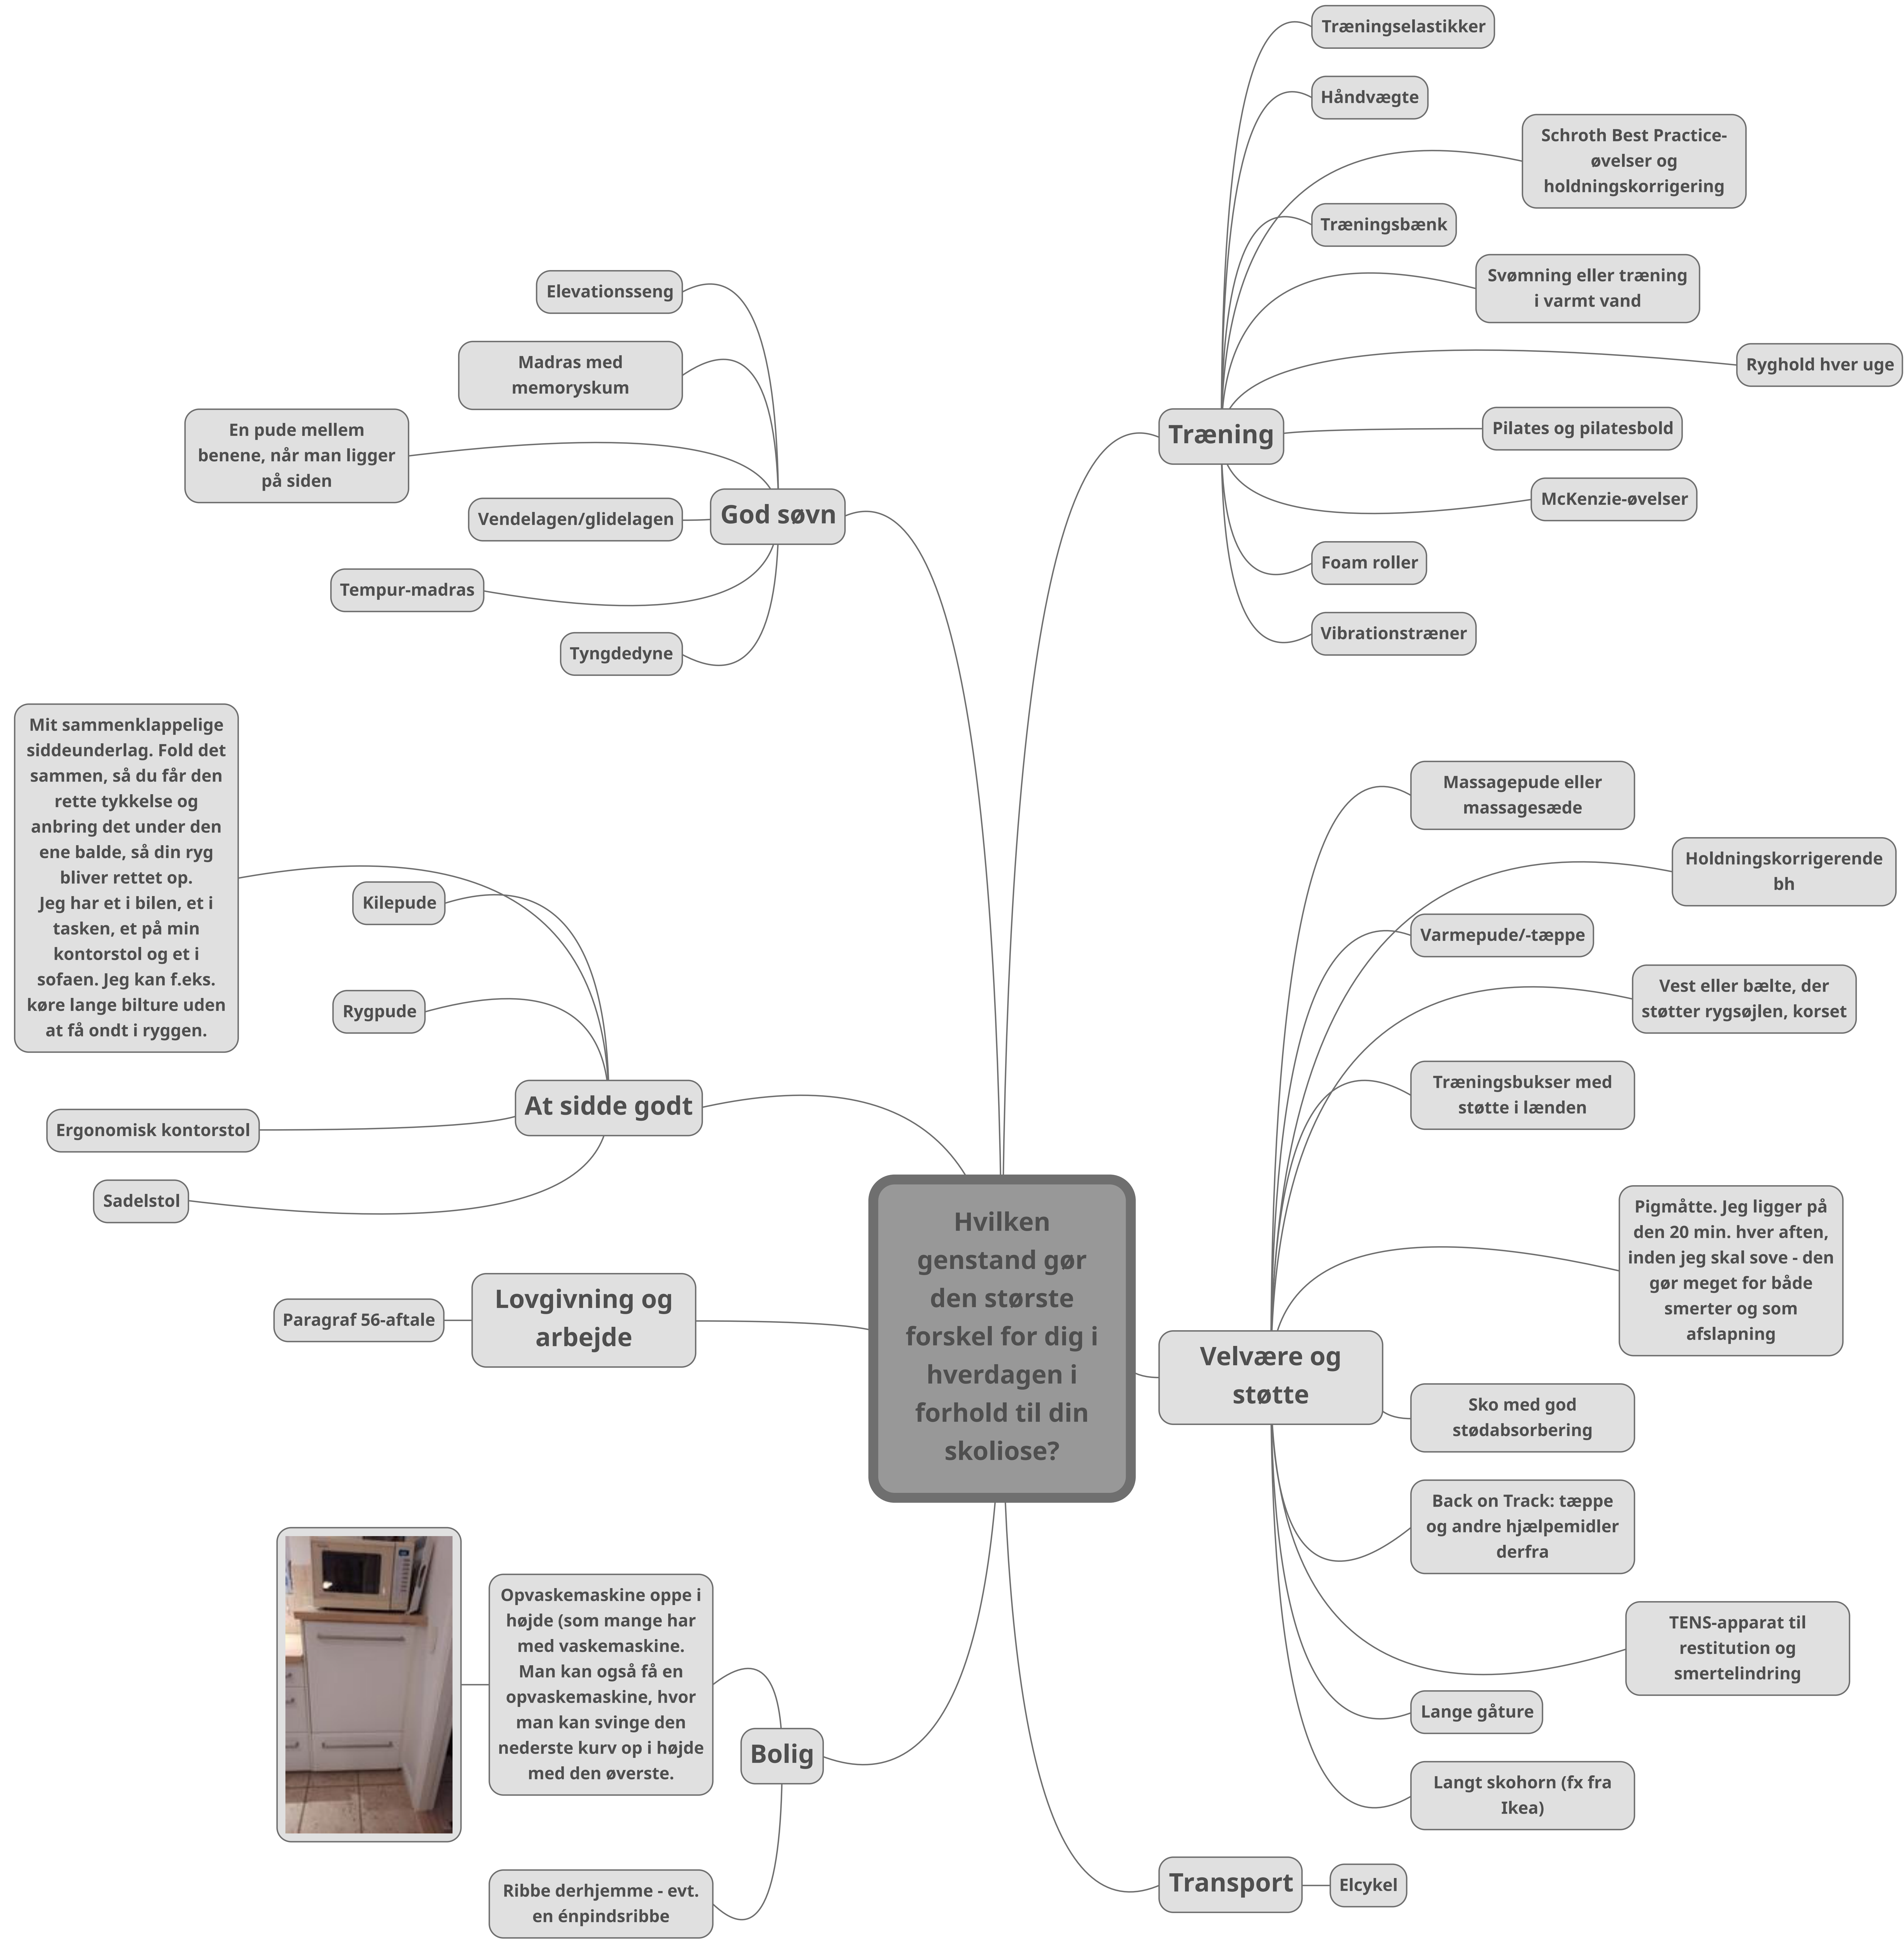 Hvilken
genstand gør
den største
forskel for dig i
hverdagen i
forhold til din
skoliose?
Træning
Træningselastikker
Håndvægte
Schroth Best Practice-
øvelser og
holdningskorrigering
Træningsbænk
Svømning eller træning
i varmt vand
Ryghold hver uge
Pilates og pilatesbold
McKenzie-øvelser
Foam roller
Vibrationstræner
Velvære og
støtte
Massagepude eller
massagesæde
Holdningskorrigerende
bh
Varmepude/-tæppe
Vest eller bælte, der
støtter rygsøjlen, korset
Træningsbukser med
støtte i lænden
Pigmåtte. Jeg ligger på
den 20 min. hver aften,
inden jeg skal sove - den
gør meget for både
smerter og som
afslapning
Sko med god
stødabsorbering
Back on Track: tæppe
og andre hjælpemidler
derfra
TENS-apparat til
restitution og
smertelindring
Lange gåture
Langt skohorn (fx fra
Ikea)
Transport
Elcykel
God søvn
Elevationsseng
Madras med
memoryskum
En pude mellem
benene, når man ligger
på siden
Vendelagen/glidelagen
Tempur-madras
Tyngdedyne
At sidde godt
Mit sammenklappelige
siddeunderlag. Fold det
sammen, så du får den
rette tykkelse og
anbring det under den
ene balde, så din ryg
bliver rettet op.
Jeg har et i bilen, et i
tasken, et på min
kontorstol og et i
sofaen. Jeg kan f.eks.
køre lange bilture uden
at få ondt i ryggen.
Kilepude
Rygpude
Ergonomisk kontorstol
Sadelstol
Lovgivning og
arbejde
Paragraf 56-aftale
Bolig
Opvaskemaskine oppe i
højde (som mange har
med vaskemaskine.
Man kan også få en
opvaskemaskine, hvor
man kan svinge den
nederste kurv op i højde
med den øverste.
Ribbe derhjemme - evt.
en énpindsribbe